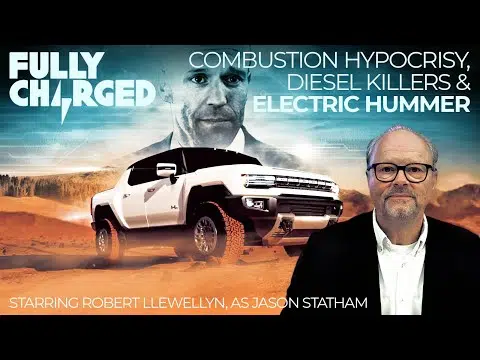 FULLY
CHARGED
COMBUSTION HYPOCRISY,
DIESEL KILLERS &
ELECTRIC HUMMER
STARRING ROBERT LLEWELLYN, AS JASON STATHAM